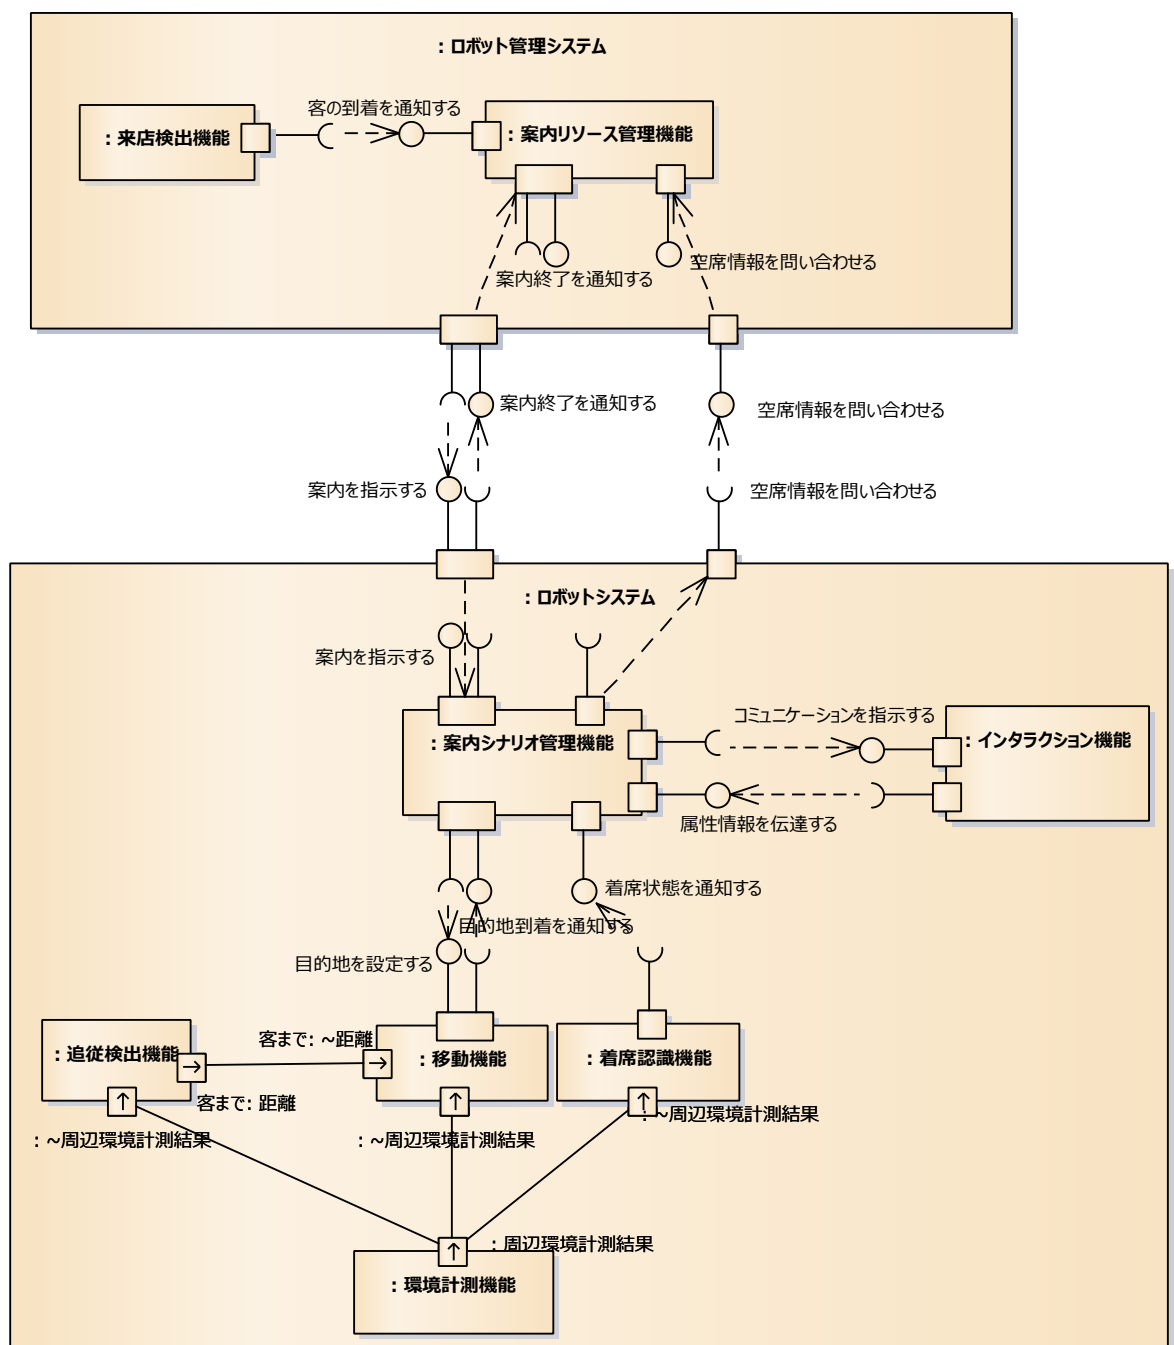 : ロボット管理システム
客の到着を通知する
: 来店検出機能
: 案内リソース管理機能
空席情報を問い合わせる
案内終了を通知する
案内終了を通知する
空席情報を問い合わせる
案内を指示する
空席情報を問い合わせる
: ロボットシステム
案内を指示する
コミュニケーションを指示する
: 案内シナリオ管理機能
: インタラクション機能
属性情報を伝達する
着席状態を通知する
目的地到着を通知する
目的地を設定する
客まで: ~距離
: 追従検出機能
: 移動機能
: 着席認識機能
客まで: 距離
: ~周辺環境計測結果
: ~周辺環境計測結果
: ~周辺環境計測結果
: 周辺環境計測結果
: 環境計測機能